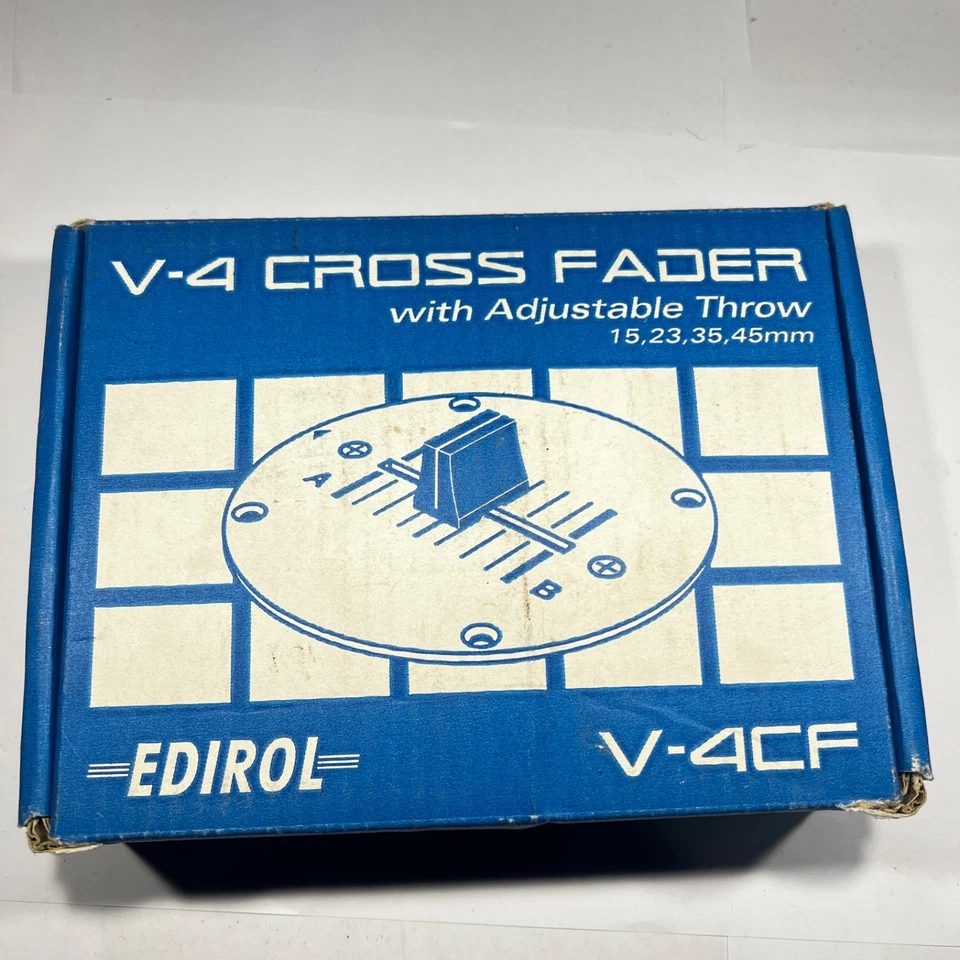 V-4 CROSS FADER
with Adjustable Throw
15,23,35,45mm
A
B
EDIROL
V-4CF